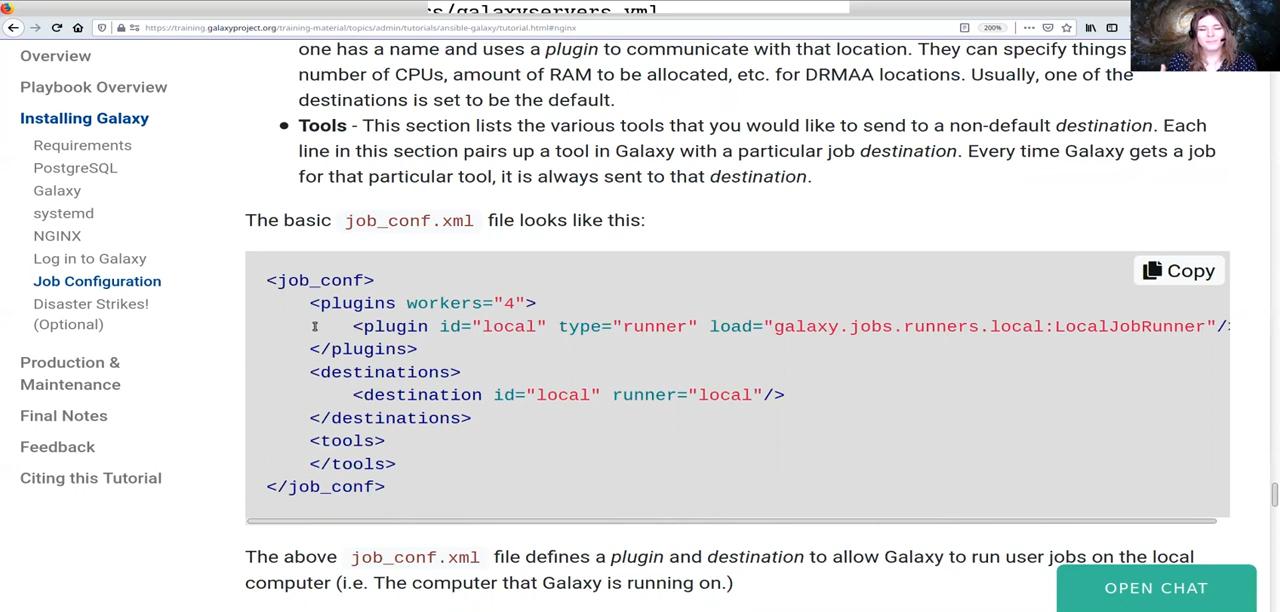 rs/galaxyservers.yml
https://training.galaxyproject.org/training-material/topics/admin/tutorials/ansible-galaxy/tutorial.html#nginx
200%
Overview
Playbook Overview
Installing Galaxy
Requirements
PostgreSQL
Galaxy
systemd
NGINX
Log in to Galaxy
Job Configuration
Disaster Strikes!
(Optional)
Production &
Maintenance
Final Notes
Feedback
Citing this Tutorial
one has a name and uses a plugin to communicate with that location. They can specify things
number of CPUs, amount of RAM to be allocated, etc. for DRMAA locations. Usually, one of the
destinations is set to be the default.
Tools - This section lists the various tools that you would like to send to a non-default destination. Each
line in this section pairs up a tool in Galaxy with a particular job destination. Every time Galaxy gets a job
for that particular tool, it is always sent to that destination.
The basic job_conf.xml file looks like this:
Copy
<job_conf>
<plugins workers="4">
<plugin id="local" type="runner" load="galaxy.jobs.runners.local:LocalJobRunner"/>
</plugins>
<destinations>
<destination id="local" runner="local"/>
</destinations>
<tools>
</tools>
</job_conf>
The above job_conf.xml file defines a plugin and destination to allow Galaxy to run user jobs on the local
computer (i.e. The computer that Galaxy is running on.)
OPEN CHAT